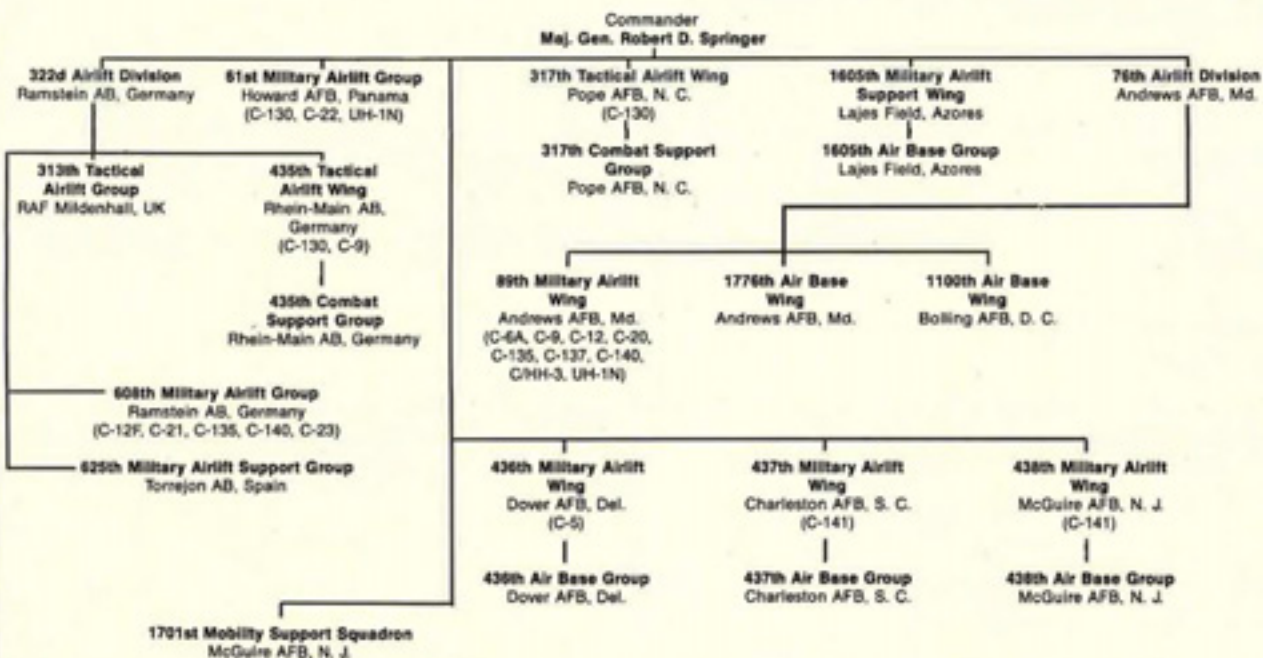 Commander
Maj. Gen. Robert D. Springer
322d Airlift Division
Ramstein AB, Germany
61st Military Airlift Group
Howard AFB, Panama
(C-130, C-22, UH-1N)
317th Tactical Airlift Wing
Pope AFB, N. C.
(C-130)
317th Combat Support
Group
Pope AFB, N. C.
1605th Military Airlift
Support Wing
Lajes Field, Azores
1605th Air Base Group
Lajes Field, Azores
76th Airlift Division
Andrews AFB, Md.
313th Tactical
Airlift Group
RAF Mildenhall, UK
435th Tactical
Airlift Wing
Rhein-Main AB,
Germany
(C-130, C-9)
435th Combat
Support Group
Rhein-Main AB, Germany
89th Military Airlift
Wing
Andrews AFB, Md.
(C-6A, C-9, C-12, C-20,
C-135, C-137, C-140,
C/HH-3, UH-1N)
1776th Air Base
Wing
Andrews AFB, Md.
1100th Air Base
Wing
Bolling AFB, D. C.
608th Military Airlift Group
Ramstein AB, Germany
(C-12F, C-21, C-135, C-140, C-23)
625th Military Airlift Support Group
Torrejon AB, Spain
436th Military Airlift
Wing
Dover AFB, Del.
(C-5)
436th Air Base Group
Dover AFB, Del.
437th Military Airlift
Wing
Charleston AFB, S. C.
(C-141)
437th Air Base Group
Charleston AFB, S. C.
438th Military Airlift
Wing
McGuire AFB, N. J.
(C-141)
438th Air Base Group
McGuire AFB, N. J.
1701st Mobility Support Squadron
McGuire AFB, N. J.